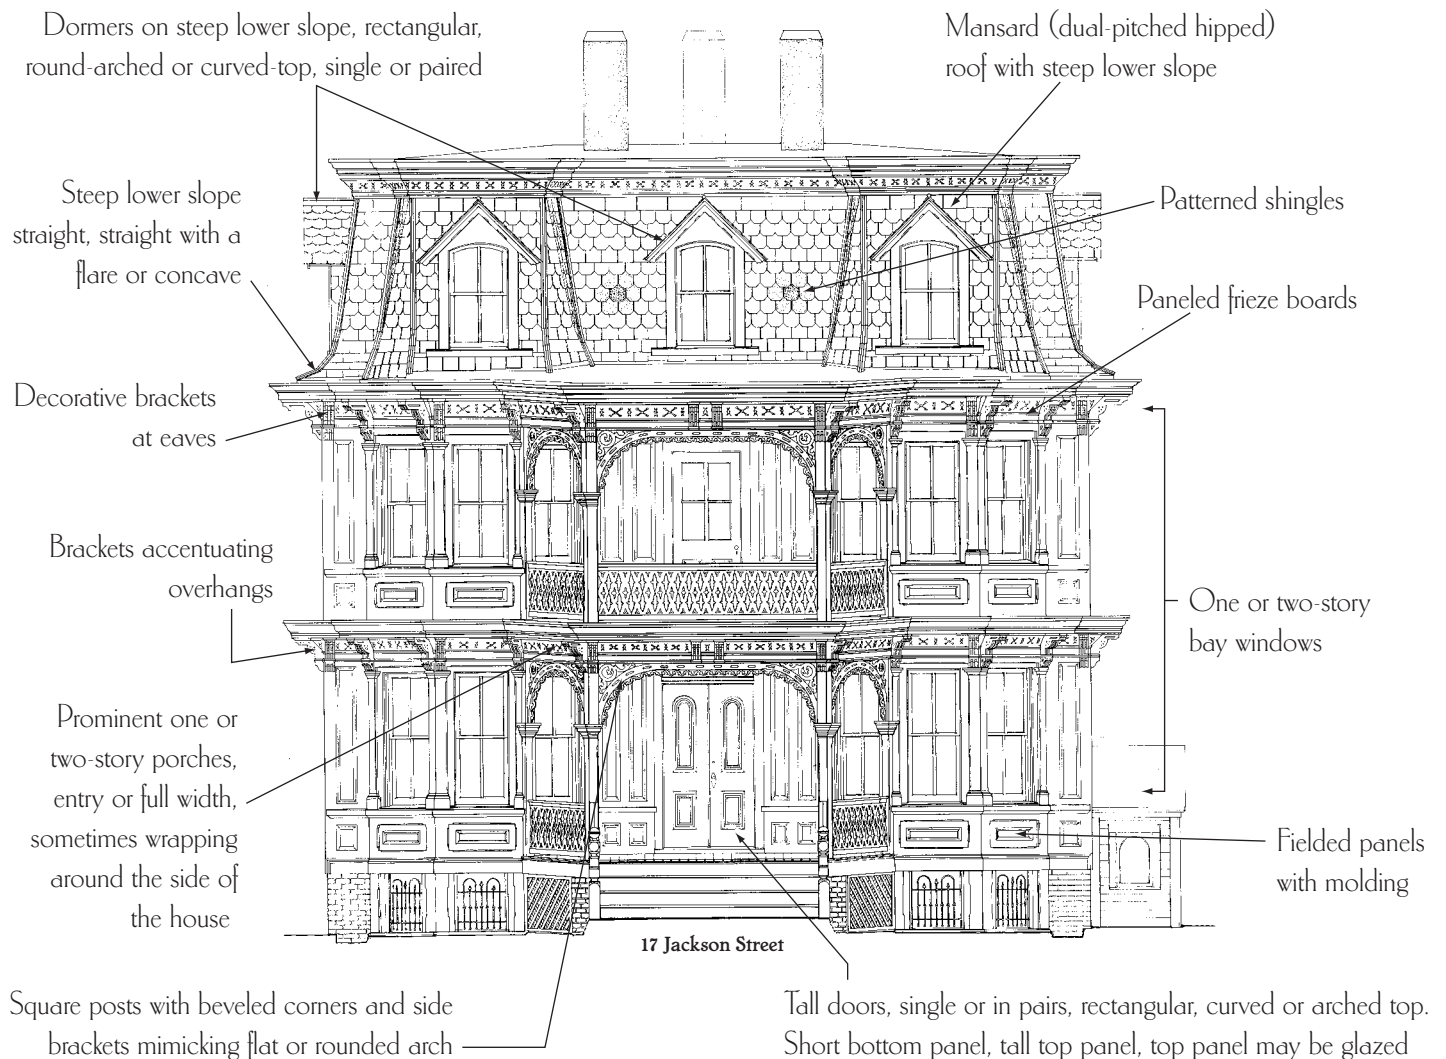 Dormers on steep lower slope, rectangular,
round-arched or curved-top, single or paired
Mansard (dual-pitched hipped)
roof with steep lower slope
Steep lower slope
straight, straight with a
flare or concave
Patterned shingles
Paneled frieze boards
Decorative brackets
at eaves
Brackets accentuating
overhangs
One or two-story
bay windows
Prominent one or
two-story porches,
entry or full width,
sometimes wrapping
around the side of
the house
Fielded panels
with molding
17 Jackson Street
Square posts with beveled corners and side
brackets mimicking flat or rounded arch
Tall doors, single or in pairs, rectangular, curved or arched top.
Short bottom panel, tall top panel, top panel may be glazed